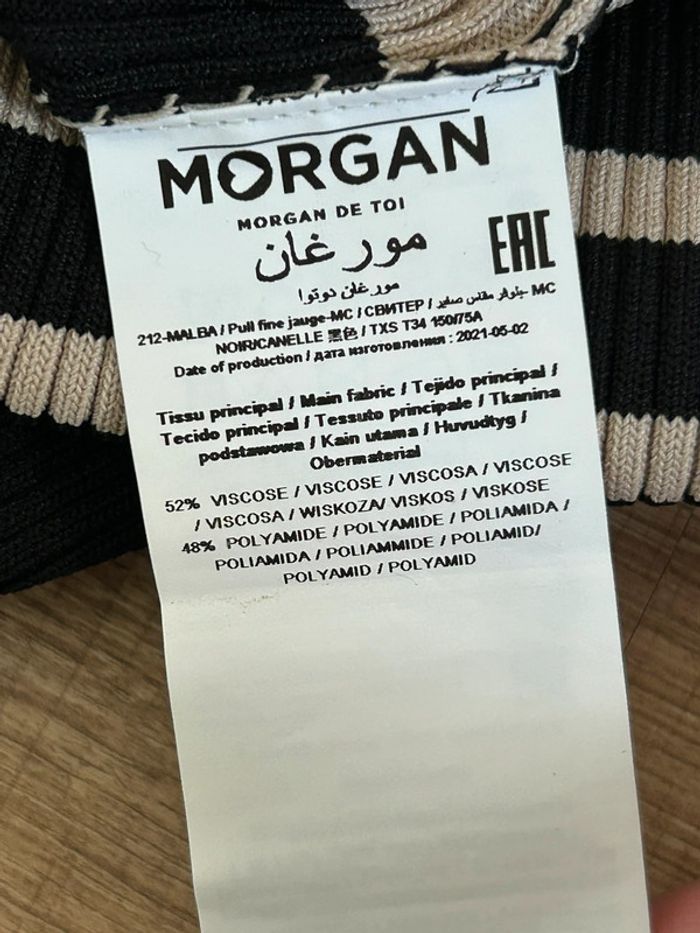 MORGAN
MORGAN DE TOI
مورغان
EAC
مورغان دوتوا
212-MALBA / Pull fine jauge-MC / СВИТЕР / بلوفر مقاس صغير- MC
NOIR/CANELLE 黑色 / TXS T34 150/75A
Date of production / дата изготовления : 2021-05-02
Tissu principal / Main fabric / Tejido principal /
Tecido principal / Tessuto principale / Tkanina
podstawowa / Kain utama / Huvudtyg /
Obermaterial
52% VISCOSE / VISCOSE / VISCOSA / VISCOSE
/ VISCOSA / WISKOZA/ VISKOS / VISKOSE
48% POLYAMIDE / POLYAMIDE / POLIAMIDA /
POLIAMIDA / POLIAMMIDE / POLIAMID/
POLYAMID / POLYAMID